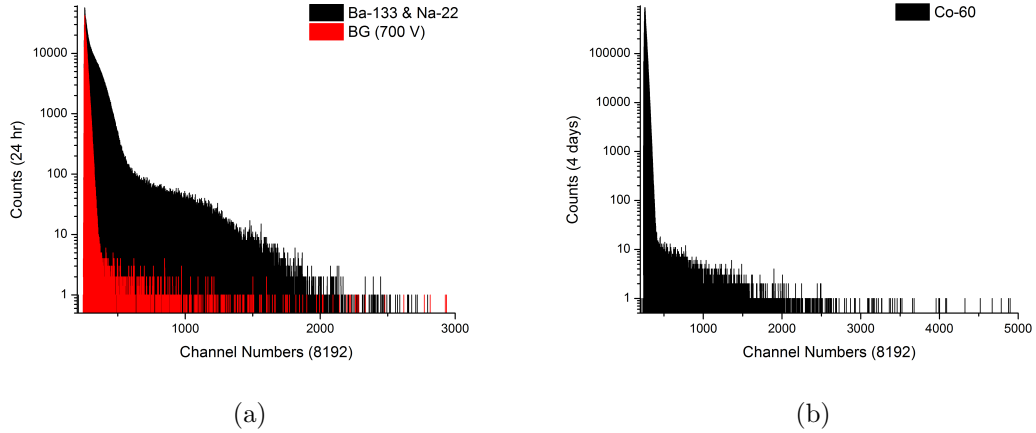 Ba-133 & Na-22
BG (700 V)
10000
1000
100
10
1
Counts (24 hr)
1000
2000
3000
Channel Numbers (8192)
(a)
Co-60
100000
10000
1000
100
10
1
Counts (4 days)
1000
2000
3000
4000
5000
Channel Numbers (8192)
(b)